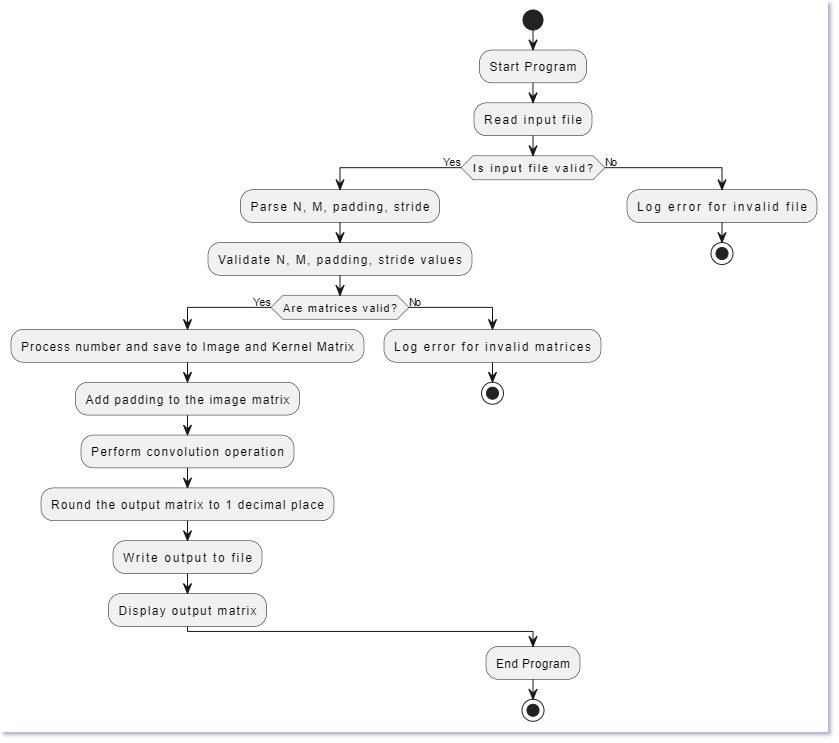 Start Program
Read input file
Yes
Is input file valid?
No
Parse N, M, padding, stride
Log error for invalid file
Validate N, M, padding, stride values
Yes
Are matrices valid?
No
Process number and save to Image and Kernel Matrix
Log error for invalid matrices
Add padding to the image matrix
Perform convolution operation
Round the output matrix to 1 decimal place
Write output to file
Display output matrix
End Program